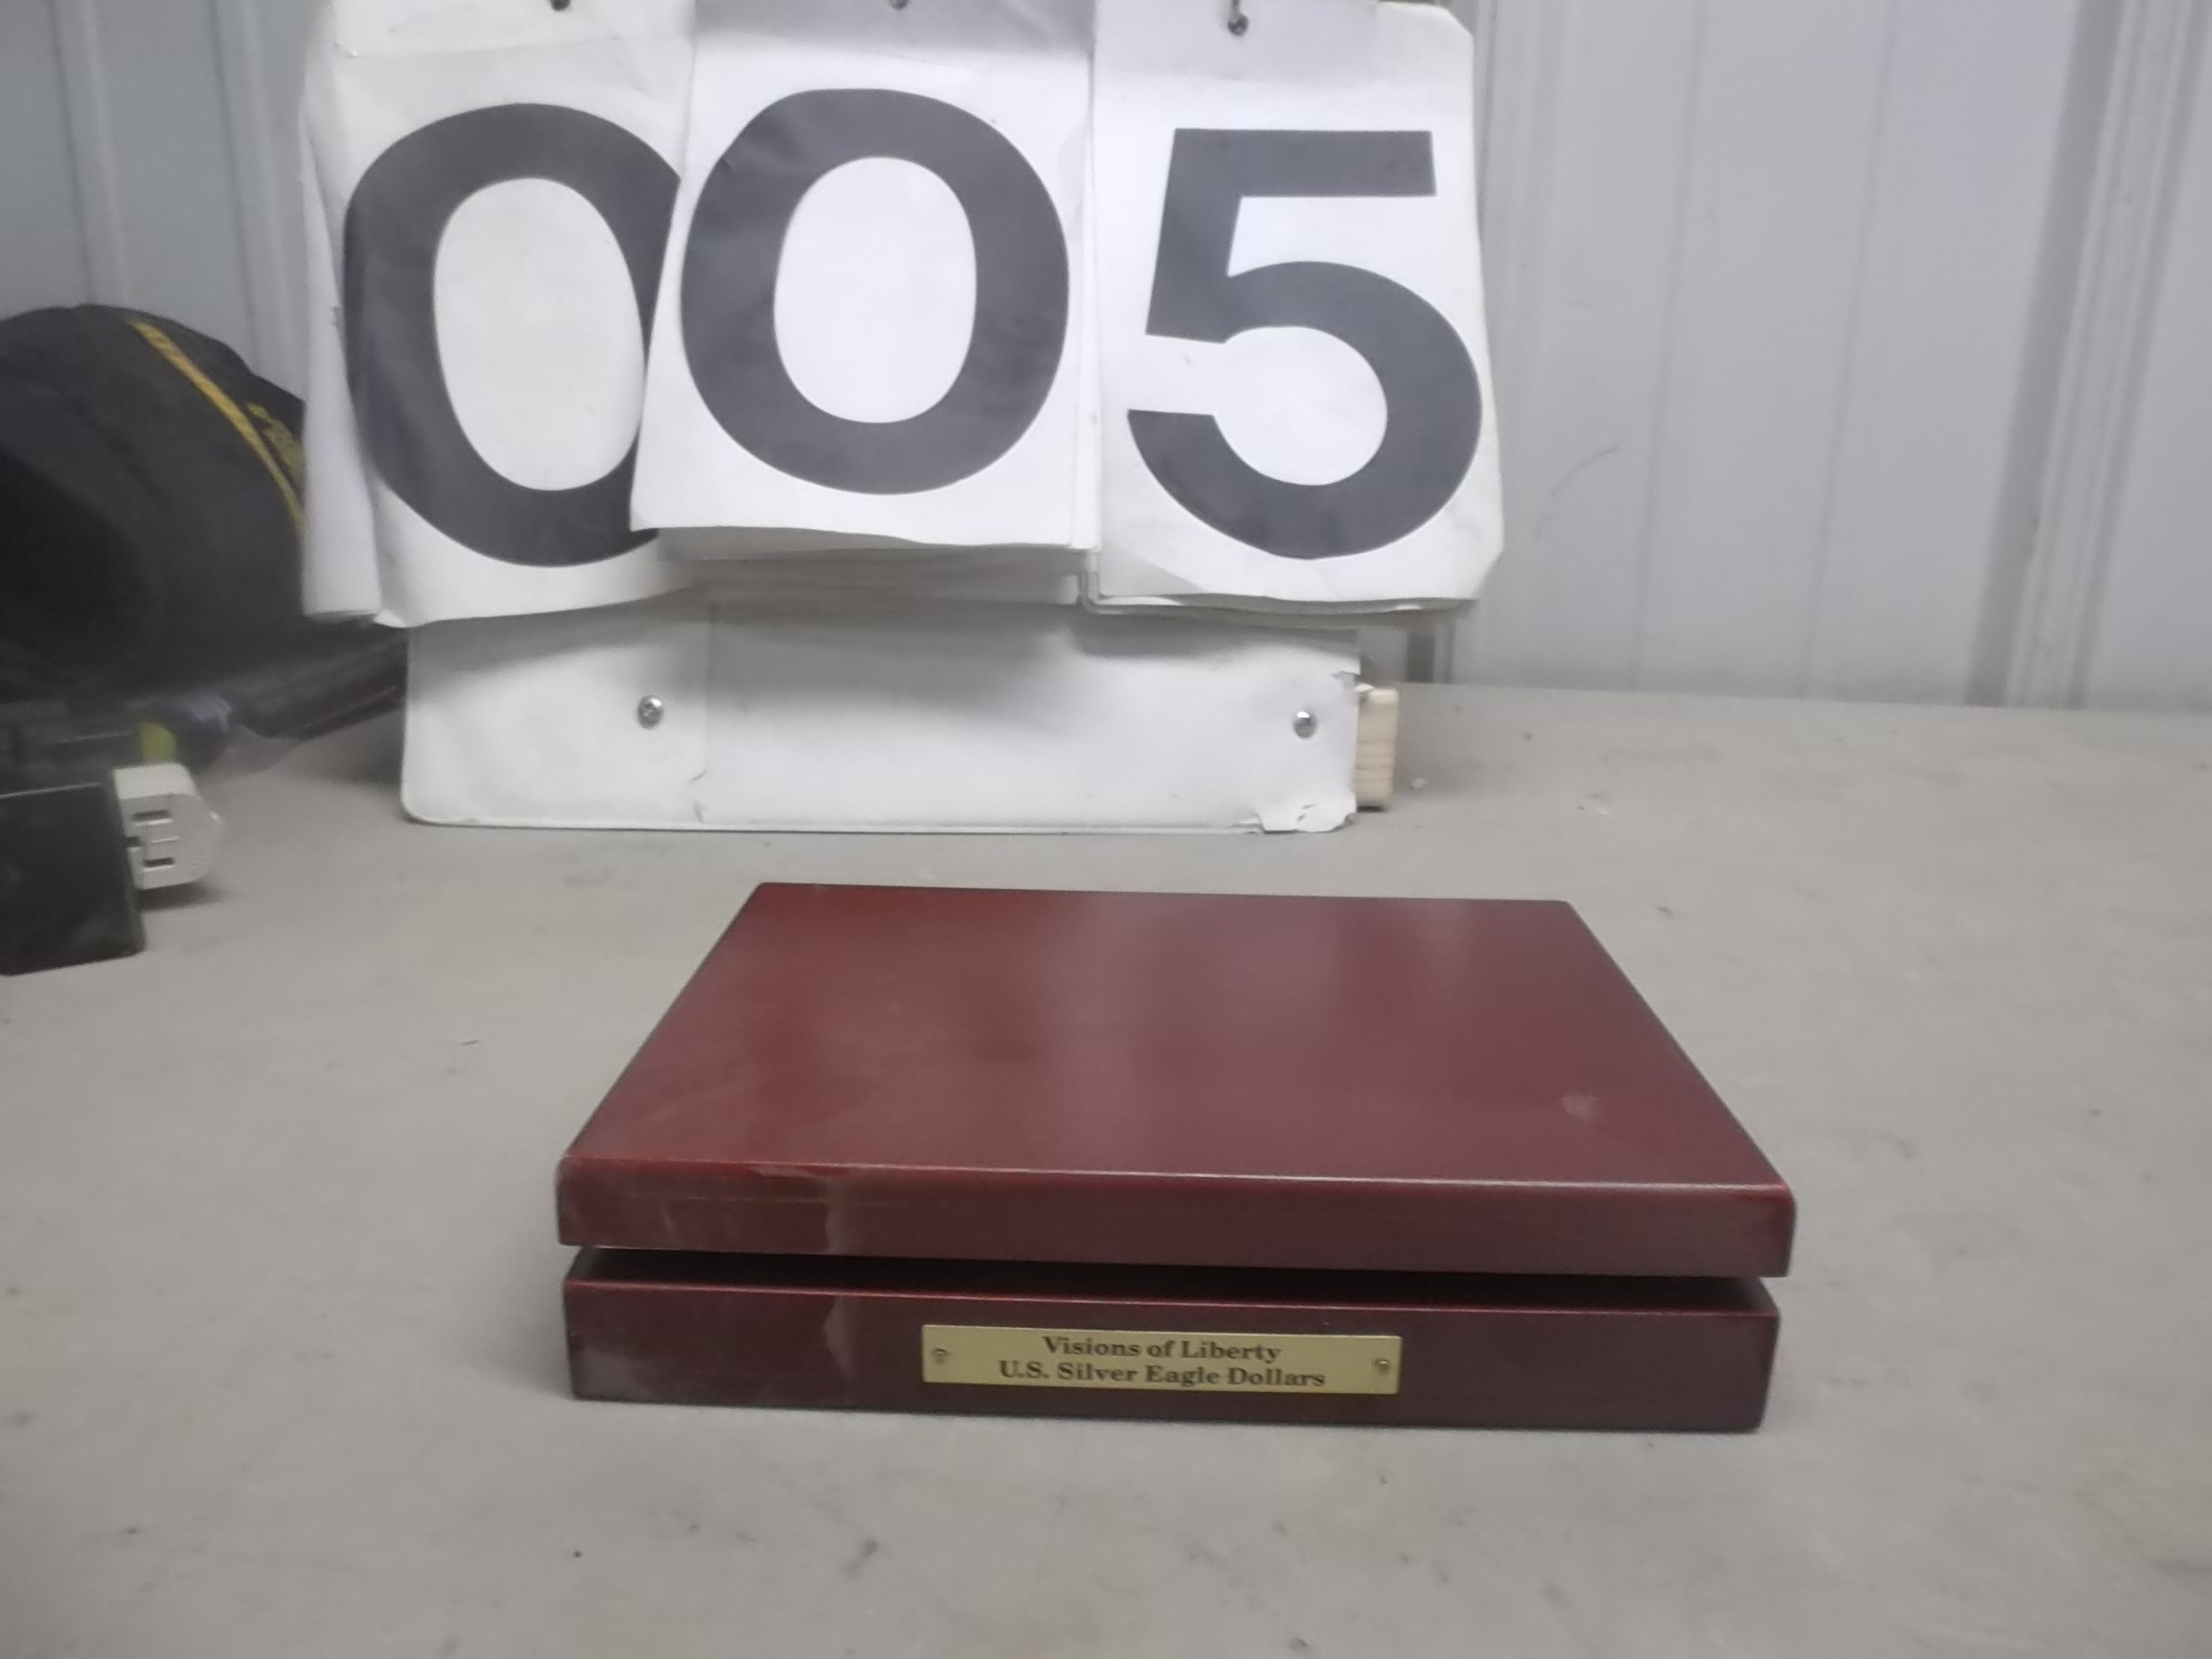 005
Visions of Liberty
U.S. Silver Eagle Dollars